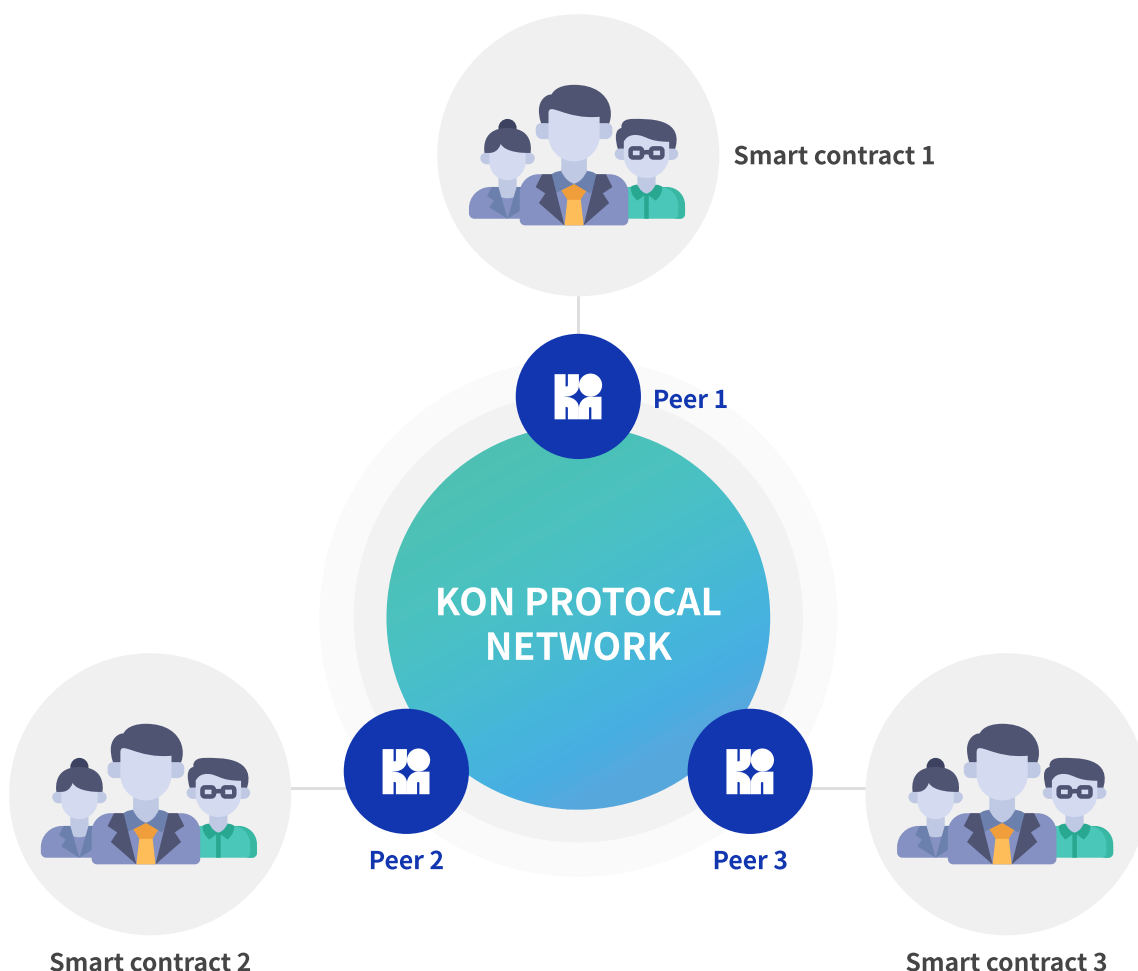 Smart contract 1
Peer 1
KON PROTOCAL
NETWORK
Peer 2
Peer 3
Smart contract 2
Smart contract 3